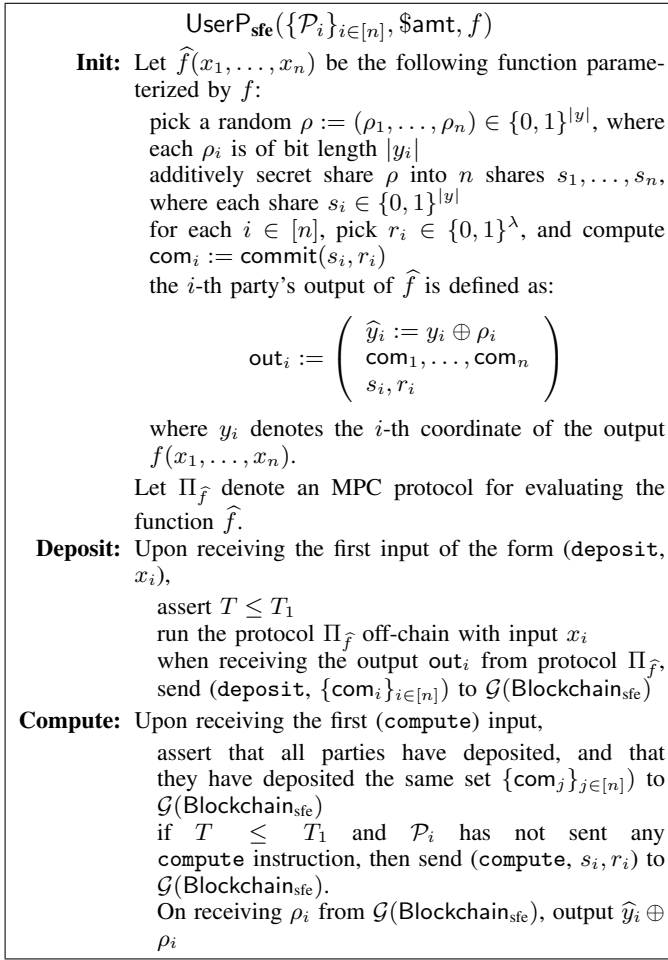 UserP_sfe({𝒫_i}_{i∈[n]}, $amt, f)
Init: Let f̂(x_1, . . . , x_n) be the following function parame-
terized by f:
pick a random ρ := (ρ_1, . . . , ρ_n) ∈ {0, 1}^{|y|}, where
each ρ_i is of bit length |y_i|
additively secret share ρ into n shares s_1, . . . , s_n,
where each share s_i ∈ {0, 1}^{|y|}
for each i ∈ [n], pick r_i ∈ {0, 1}^λ, and compute
com_i := commit(s_i, r_i)
the i-th party's output of f̂ is defined as:
ŷ_i := y_i ⊕ ρ_i
out_i := ( com_1, . . . , com_n )
s_i, r_i
where y_i denotes the i-th coordinate of the output
f(x_1, . . . , x_n).
Let Π_f̂ denote an MPC protocol for evaluating the
function f̂.
Deposit: Upon receiving the first input of the form (deposit,
x_i),
assert T ≤ T_1
run the protocol Π_f̂ off-chain with input x_i
when receiving the output out_i from protocol Π_f̂,
send (deposit, {com_i}_{i∈[n]}) to 𝒢(Blockchain_sfe)
Compute: Upon receiving the first (compute) input,
assert that all parties have deposited, and that
they have deposited the same set {com_j}_{j∈[n]}) to
𝒢(Blockchain_sfe)
if T ≤ T_1 and 𝒫_i has not sent any
compute instruction, then send (compute, s_i, r_i) to
𝒢(Blockchain_sfe).
On receiving ρ_i from 𝒢(Blockchain_sfe), output ŷ_i ⊕
ρ_i